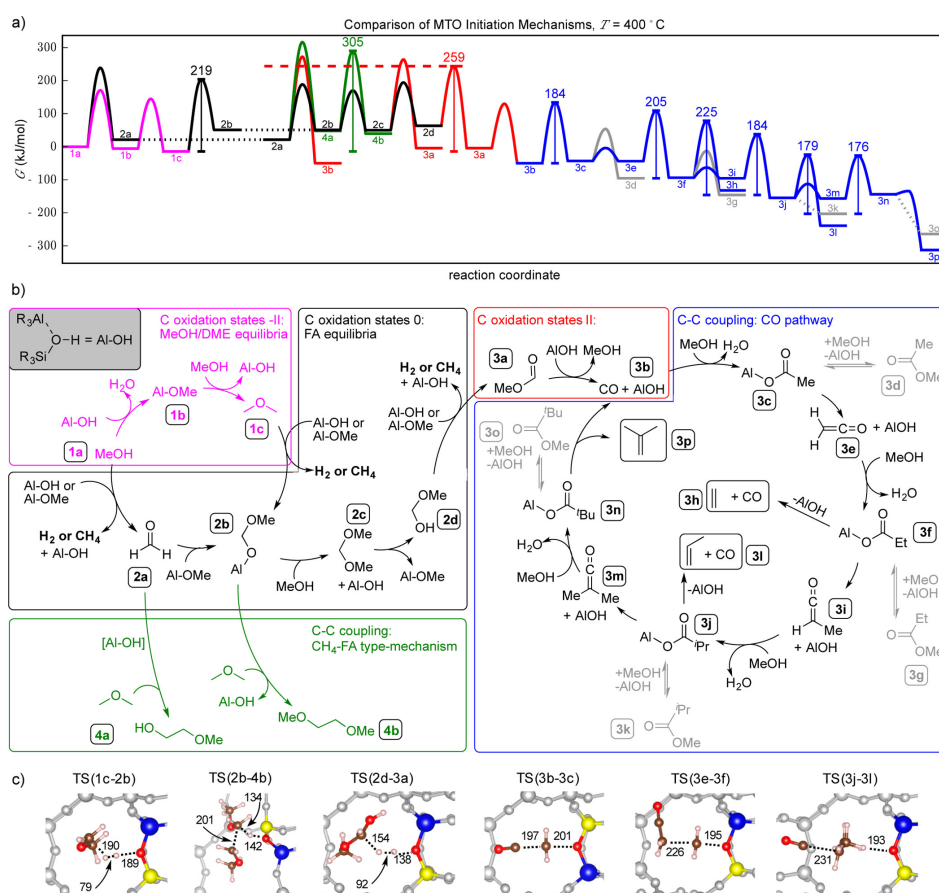 a)
Comparison of MTO Initiation Mechanisms, T = 400 °C
G (kJ/mol)
300
200
100
0
- 100
- 200
- 300
1a
2a
1b
1c
219
2b
2a
305
2b
4a
3b
2c
4b
2d
3a
259
3a
3b
184
3c
3d
3e
205
3f
225
3i
3h
3g
184
3j
179
3m
3k
3l
176
3n
3o
3p
reaction coordinate
b)
R3Al
O-H = Al-OH
R3Si
C oxidation states -II:
MeOH/DME equilibria
H2O
Al-OH
1a
MeOH
Al-OMe
1b
MeOH
Al-OH
O
1c
C oxidation states 0:
FA equilibria
H2 or CH4
+ Al-OH
Al-OH or
Al-OMe
Al-OH or
Al-OMe
H2 or CH4
Al-OH or
Al-OMe
H2 or CH4
+ Al-OH
O
H H
2a
Al-OMe
2b
OMe
O
Al
MeOH
2c
OMe
OMe
+ Al-OH
Al-OMe
OMe
OH
2d
C-C coupling:
CH4-FA type-mechanism
[Al-OH]
O
4a
HO
OMe
O
Al-OH
MeO
OMe
4b
C oxidation states II:
3a
O
MeO
AlOH
MeOH
3b
CO + AlOH
C-C coupling: CO pathway
MeOH
H2O
Al
O
O
Me
3c
+MeOH
-AlOH
O
Me
OMe
3d
H
H
C=O
+ AlOH
3e
MeOH
H2O
3f
Al
O
O
Et
-AlOH
3h
+ CO
+MeOH
-AlOH
Et
O
OMe
3g
3i
O
C
H
Me
+ AlOH
MeOH
H2O
3j
Al
O
O
iPr
-AlOH
+ CO
3l
+MeOH
-AlOH
3k
iPr
O
OMe
3m
O
C
Me
Me
+ AlOH
MeOH
H2O
3n
Al
O
O
tBu
3o
O
tBu
OMe
+MeOH
-AlOH
3p
c)
TS(1c-2b)
TS(2b-4b)
TS(2d-3a)
TS(3b-3c)
TS(3e-3f)
TS(3j-3l)
190
189
79
134
201
142
154
138
92
197
201
195
226
193
231